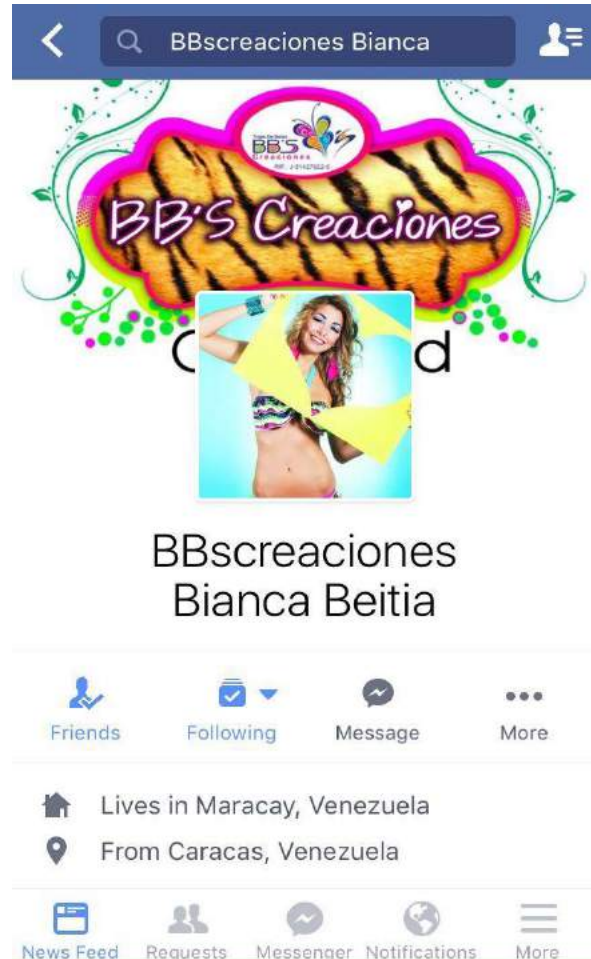 BBscreaciones Bianca
BB'S
Creaciones
BB'S Creaciones
BBscreaciones
Bianca Beitia
Friends
Following
Message
More
Lives in Maracay, Venezuela
From Caracas, Venezuela
News Feed
Requests
Messenger
Notifications
More